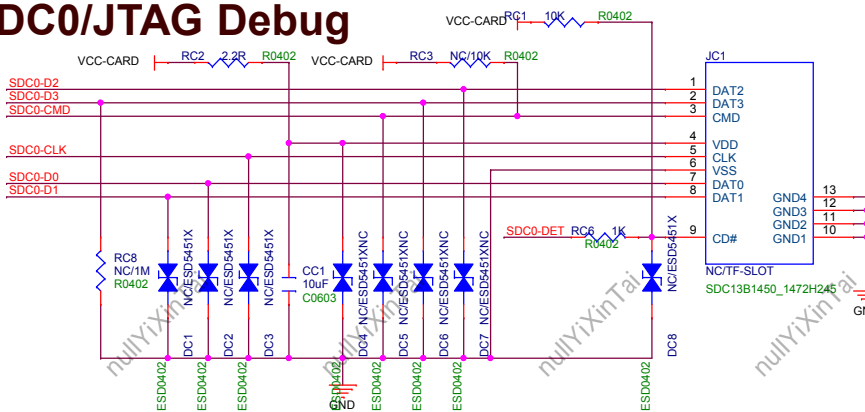 DC0/JTAG Debug
VCC-CARD RC1 10K R0402
VCC-CARD RC2 2.2R R0402
VCC-CARD RC3 NC/10K R0402
JC1
SDC0-D2
SDC0-D3
SDC0-CMD
SDC0-CLK
SDC0-D0
SDC0-D1
1 DAT2
2 DAT3
3 CMD
4 VDD
5 CLK
6 VSS
7 DAT0
8 DAT1
9 CD#
GND4 13
GND3 12
GND2 11
GND1 10
SDC0-DET RC6 1K
R0402
RC8
NC/1M
R0402
NC/ESD5451X
NC/ESD5451X
NC/ESD5451X
CC1
10uF
C0603
NC/ESD5451XNC
NC/ESD5451XNC
NC/ESD5451XNC
NC/ESD5451X
NC/TF-SLOT
SDC13B1450_1472H245
DC1
DC2
DC3
DC4
DC5
DC6
DC7
DC8
ESD0402
ESD0402
ESD0402
ESD0402
ESD0402
ESD0402
ESD0402
ESD0402
GND
nullYiXinTai
nullYiXinTai
nullYiXinTai
nullYiXinTai